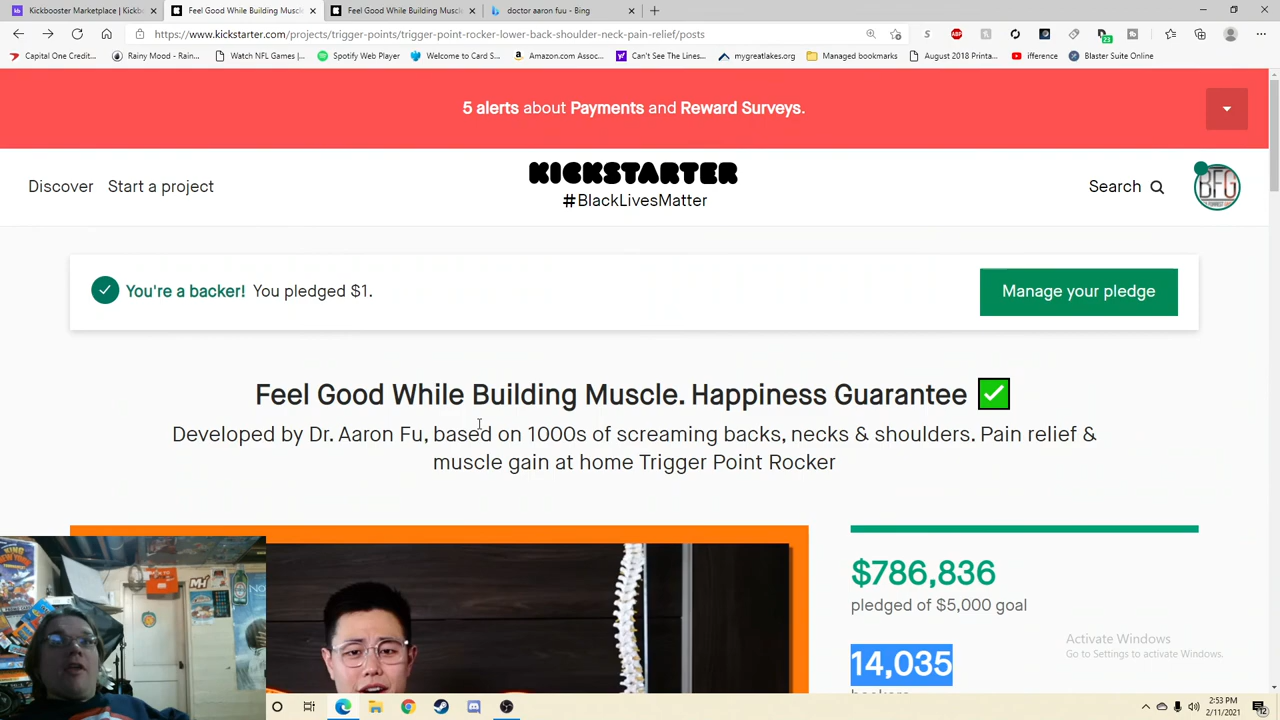 Kickbooster Marketplace | Kickb
Feel Good While Building Muscle
Feel Good While Building Muscle
doctor aaron fuu - Bing
https://www.kickstarter.com/projects/trigger-points/trigger-point-rocker-lower-back-shoulder-neck-pain-relief/posts
Capital One Credit...
Rainy Mood - Rain...
Watch NFL Games |...
Spotify Web Player
Welcome to Card S...
Amazon.com Assoc...
Can't See The Lines...
mygreatlakes.org
Managed bookmarks
August 2018 Printa...
ifference
Blaster Suite Online
5 alerts about Payments and Reward Surveys.
Discover Start a project
KICKSTARTER
#BlackLivesMatter
Search
BFG
You're a backer! You pledged $1.
Manage your pledge
Feel Good While Building Muscle. Happiness Guarantee ✅
Developed by Dr. Aaron Fu, based on 1000s of screaming backs, necks & shoulders. Pain relief &
muscle gain at home Trigger Point Rocker
$786,836
pledged of $5,000 goal
14,035
backers
Activate Windows
Go to Settings to activate Windows.
2:53 PM
2/11/2021